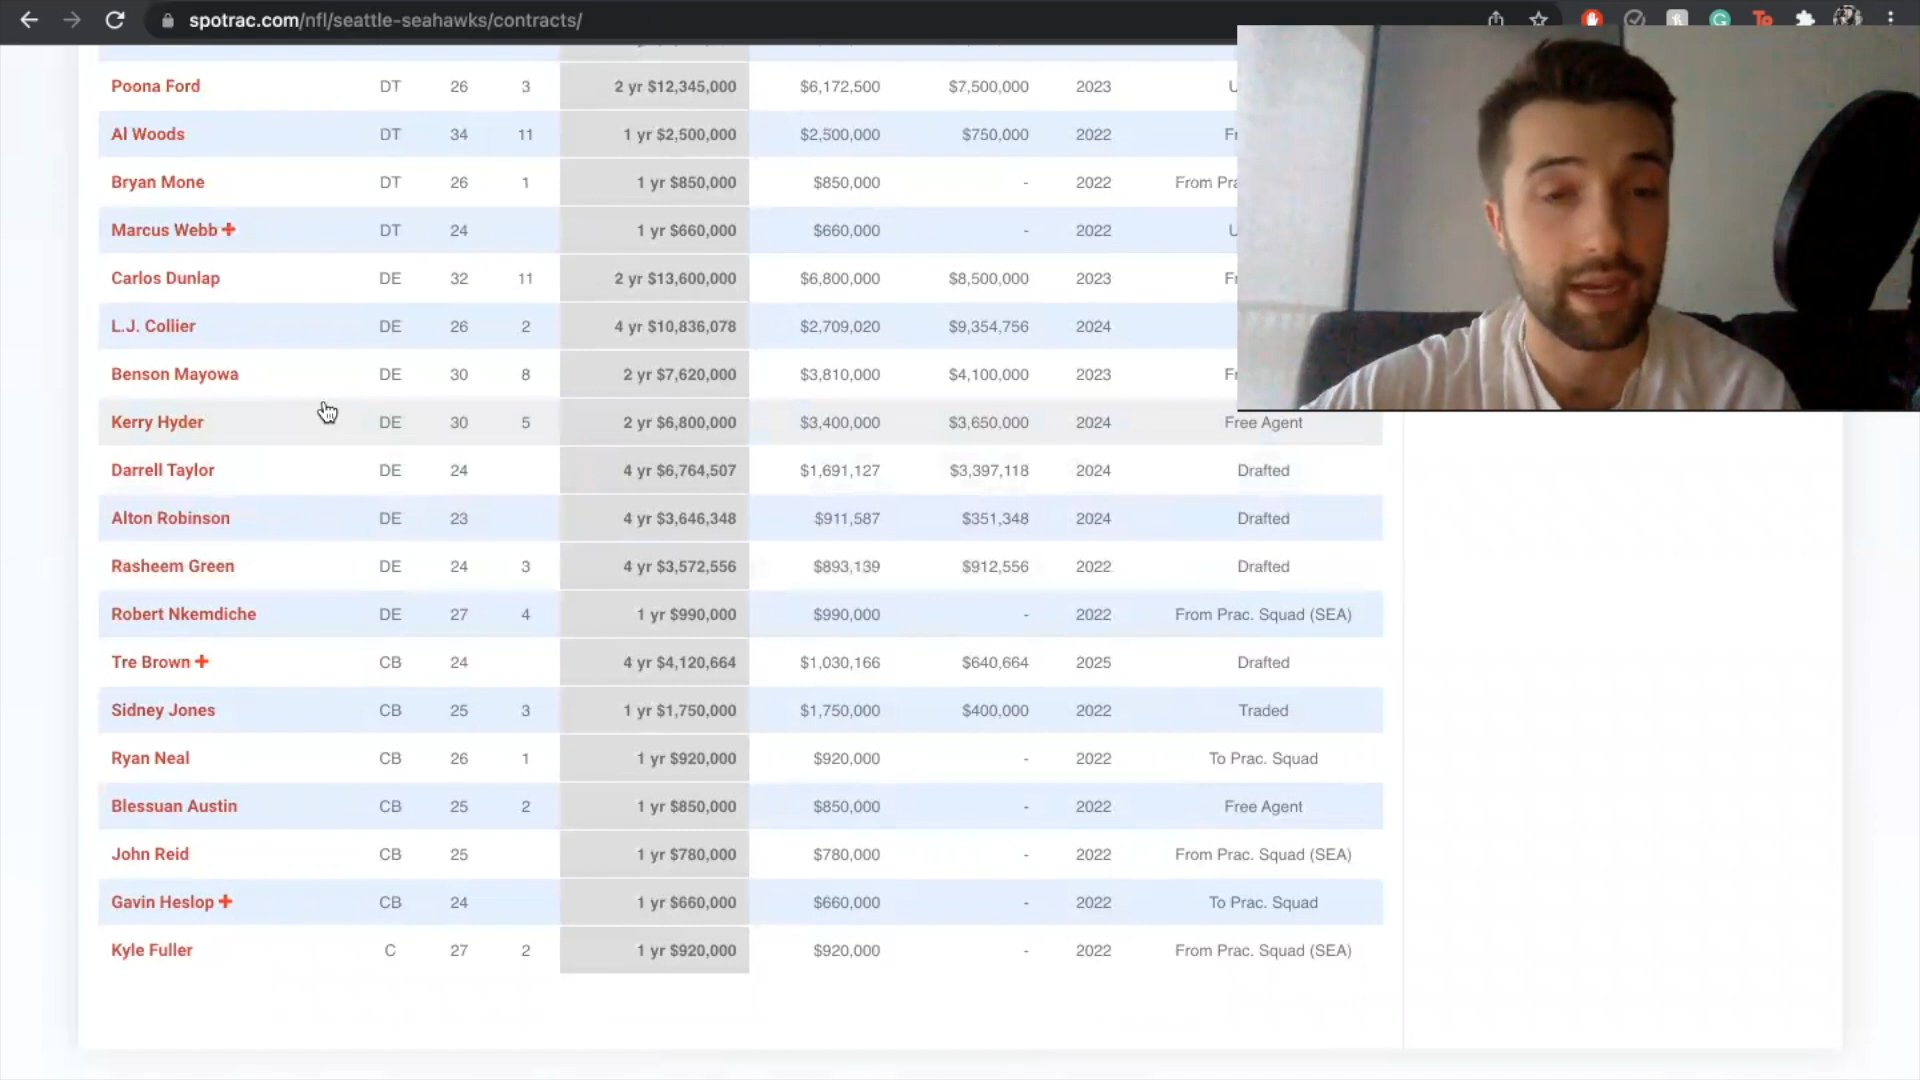 spotrac.com/nfl/seattle-seahawks/contracts/
Poona Ford DT 26 3 2 yr $12,345,000 $6,172,500 $7,500,000 2023 U
Al Woods DT 34 11 1 yr $2,500,000 $2,500,000 $750,000 2022 Fr
Bryan Mone DT 26 1 1 yr $850,000 $850,000 - 2022 From Pra
Marcus Webb + DT 24 1 yr $660,000 $660,000 - 2022 U
Carlos Dunlap DE 32 11 2 yr $13,600,000 $6,800,000 $8,500,000 2023 Fr
L.J. Collier DE 26 2 4 yr $10,836,078 $2,709,020 $9,354,756 2024
Benson Mayowa DE 30 8 2 yr $7,620,000 $3,810,000 $4,100,000 2023 Fr
Kerry Hyder DE 30 5 2 yr $6,800,000 $3,400,000 $3,650,000 2024 Free Agent
Darrell Taylor DE 24 4 yr $6,764,507 $1,691,127 $3,397,118 2024 Drafted
Alton Robinson DE 23 4 yr $3,646,348 $911,587 $351,348 2024 Drafted
Rasheem Green DE 24 3 4 yr $3,572,556 $893,139 $912,556 2022 Drafted
Robert Nkemdiche DE 27 4 1 yr $990,000 $990,000 - 2022 From Prac. Squad (SEA)
Tre Brown + CB 24 4 yr $4,120,664 $1,030,166 $640,664 2025 Drafted
Sidney Jones CB 25 3 1 yr $1,750,000 $1,750,000 $400,000 2022 Traded
Ryan Neal CB 26 1 1 yr $920,000 $920,000 - 2022 To Prac. Squad
Blessuan Austin CB 25 2 1 yr $850,000 $850,000 - 2022 Free Agent
John Reid CB 25 1 yr $780,000 $780,000 - 2022 From Prac. Squad (SEA)
Gavin Heslop + CB 24 1 yr $660,000 $660,000 - 2022 To Prac. Squad
Kyle Fuller C 27 2 1 yr $920,000 $920,000 - 2022 From Prac. Squad (SEA)